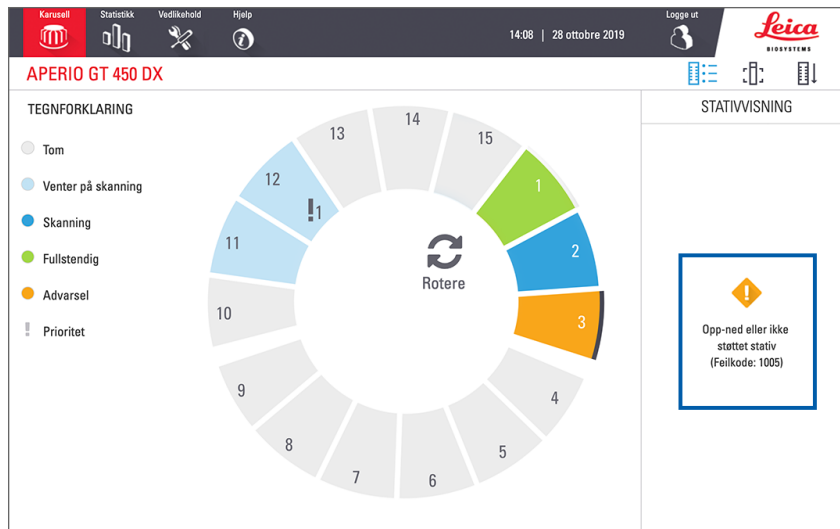 Karusell
Statistikk
Vedlikehold
Hjelp
14:08 | 28 ottobre 2019
Logge ut
Leica
BIOSYSTEMS
APERIO GT 450 DX
TEGNFORKLARING
Tom
Venter på skanning
Skanning
Fullstendig
Advarsel
! Prioritet
1
2
3
4
5
6
7
8
9
10
11
12
!1
13
14
15
Rotere
STATIVVISNING
!
Opp-ned eller ikke
støttet stativ
(Feilkode: 1005)